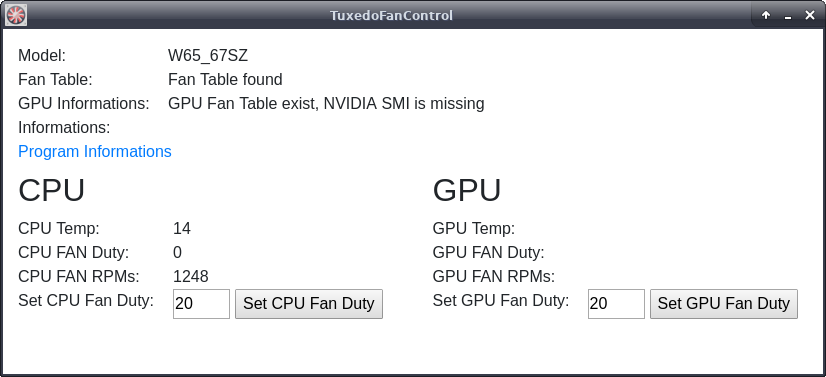 TuxedoFanControl
Model: W65_67SZ
Fan Table: Fan Table found
GPU Informations: GPU Fan Table exist, NVIDIA SMI is missing
Informations:
Program Informations
CPU
CPU Temp: 14
CPU FAN Duty: 0
CPU FAN RPMs: 1248
Set CPU Fan Duty: 20 Set CPU Fan Duty
GPU
GPU Temp:
GPU FAN Duty:
GPU FAN RPMs:
Set GPU Fan Duty: 20 Set GPU Fan Duty